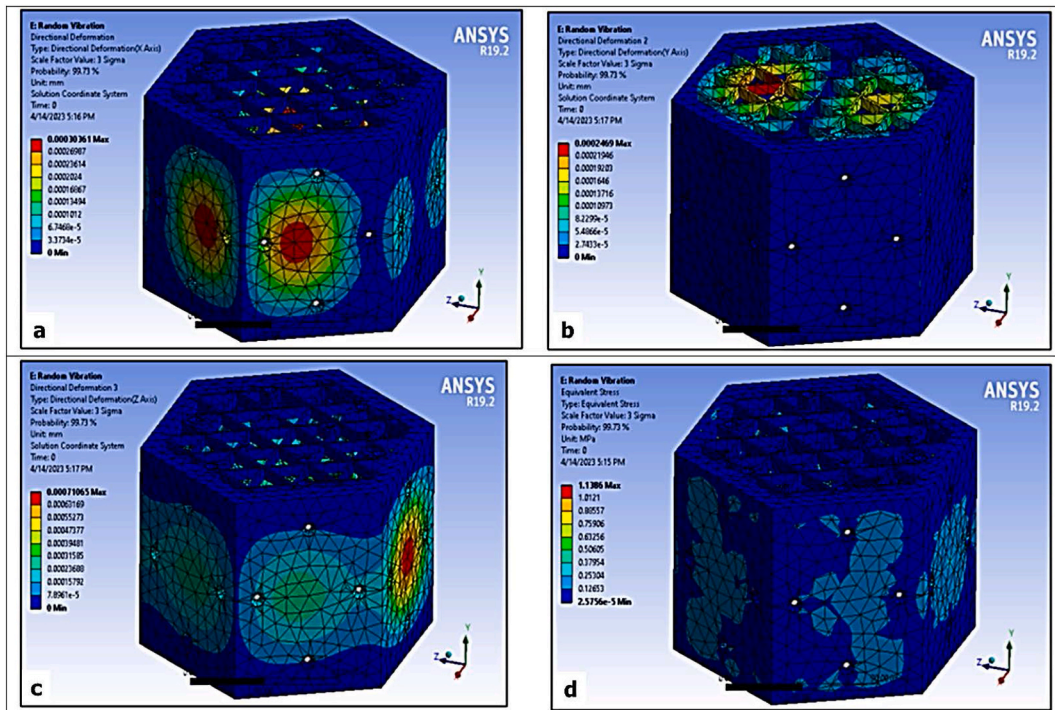 E: Random Vibration
Directional Deformation
Type: Directional Deformation(X Axis)
Scale Factor Value: 3 Sigma
Probability: 99.73 %
Unit: mm
Solution Coordinate System
Time: 0
4/14/2023 5:16 PM
0.00030361 Max
0.00026987
0.00023614
0.0002024
0.00016867
0.00013494
0.0001012
6.7468e-5
3.3734e-5
0 Min
ANSYS
R19.2
Y
Z
a
E: Random Vibration
Directional Deformation 2
Type: Directional Deformation(Y Axis)
Scale Factor Value: 3 Sigma
Probability: 99.73 %
Unit: mm
Solution Coordinate System
Time: 0
4/14/2023 5:17 PM
0.0002469 Max
0.00021946
0.00019203
0.0001646
0.00013716
0.00010973
8.2299e-5
5.4866e-5
2.7433e-5
0 Min
ANSYS
R19.2
Y
Z
b
E: Random Vibration
Directional Deformation 3
Type: Directional Deformation(Z Axis)
Scale Factor Value: 3 Sigma
Probability: 99.73 %
Unit: mm
Solution Coordinate System
Time: 0
4/14/2023 5:17 PM
0.00071065 Max
0.00063169
0.00055273
0.00047377
0.00039481
0.00031585
0.00023688
0.00015792
7.8961e-5
0 Min
ANSYS
R19.2
Y
Z
c
E: Random Vibration
Equivalent Stress
Type: Equivalent Stress
Scale Factor Value: 3 Sigma
Probability: 99.73 %
Unit: MPa
Solution Coordinate System
Time: 0
4/14/2023 5:15 PM
1.1386 Max
1.0121
0.88557
0.75906
0.63256
0.50605
0.37954
0.25304
0.12653
2.5756e-5 Min
ANSYS
R19.2
Y
Z
d